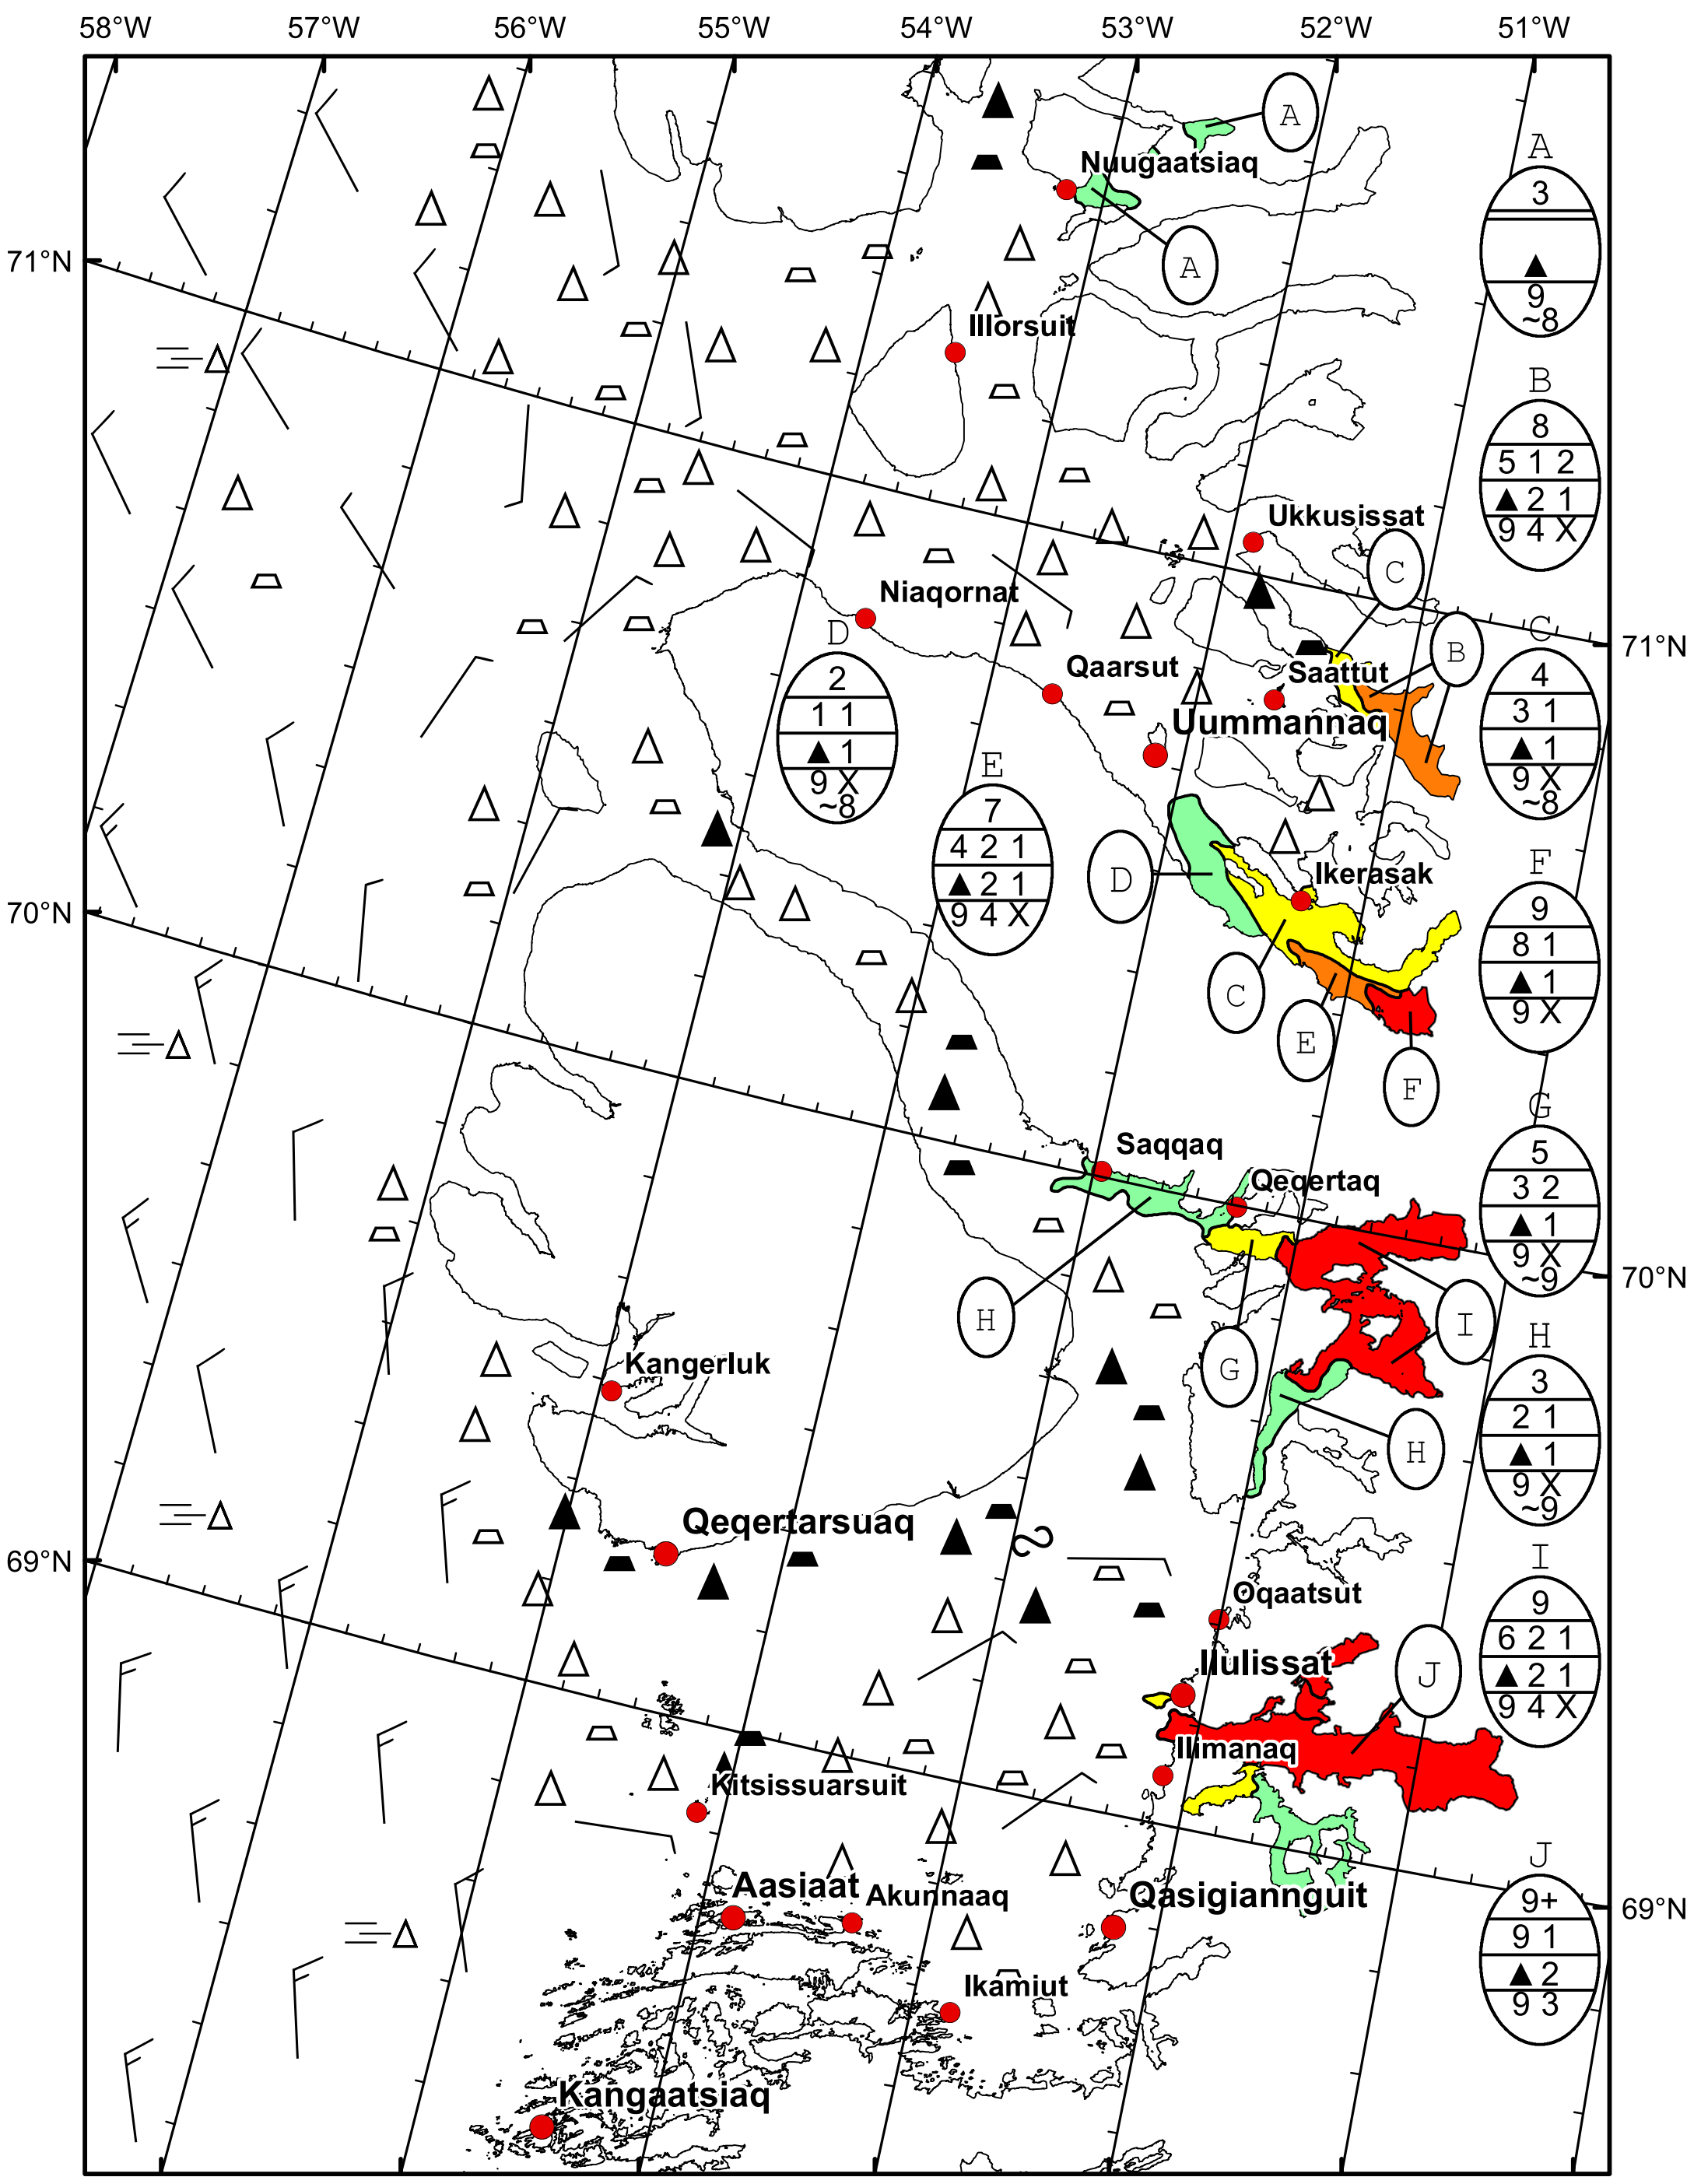 58°W 57°W 56°W 55°W 54°W 53°W 52°W 51°W
A
Nuugaatsiaq
A
3
▲
9
~8
71°N
A
Illorsuit
B
8
5 1 2
▲ 2 1
9 4 X
Ukkusissat
C
Niaqornat
Qaarsut
Saattut
B
71°N
Uummannaq
C
4
3 1
▲ 1
9 X
~8
D
2
1 1
▲ 1
9 X
~8
E
7
4 2 1
▲ 2 1
9 4 X
D
Ikerasak
70°N
C
E
F
F
9
8 1
▲ 1
9 X
Saqqaq
Qeqertaq
G
5
3 2
▲ 1
9 X
~9
70°N
H
I
G
Kangerluk
H
H
3
2 1
▲ 1
9 X
~9
69°N
Qeqertarsuaq
Oqaatsut
Ilulissat
J
I
9
6 2 1
▲ 2 1
9 4 X
Ilimanaq
Kitsissuarsuit
Aasiaat
Akunnaaq
Qasigiannguit
69°N
J
9+
9 1
▲ 2
9 3
Ikamiut
Kangaatsiaq